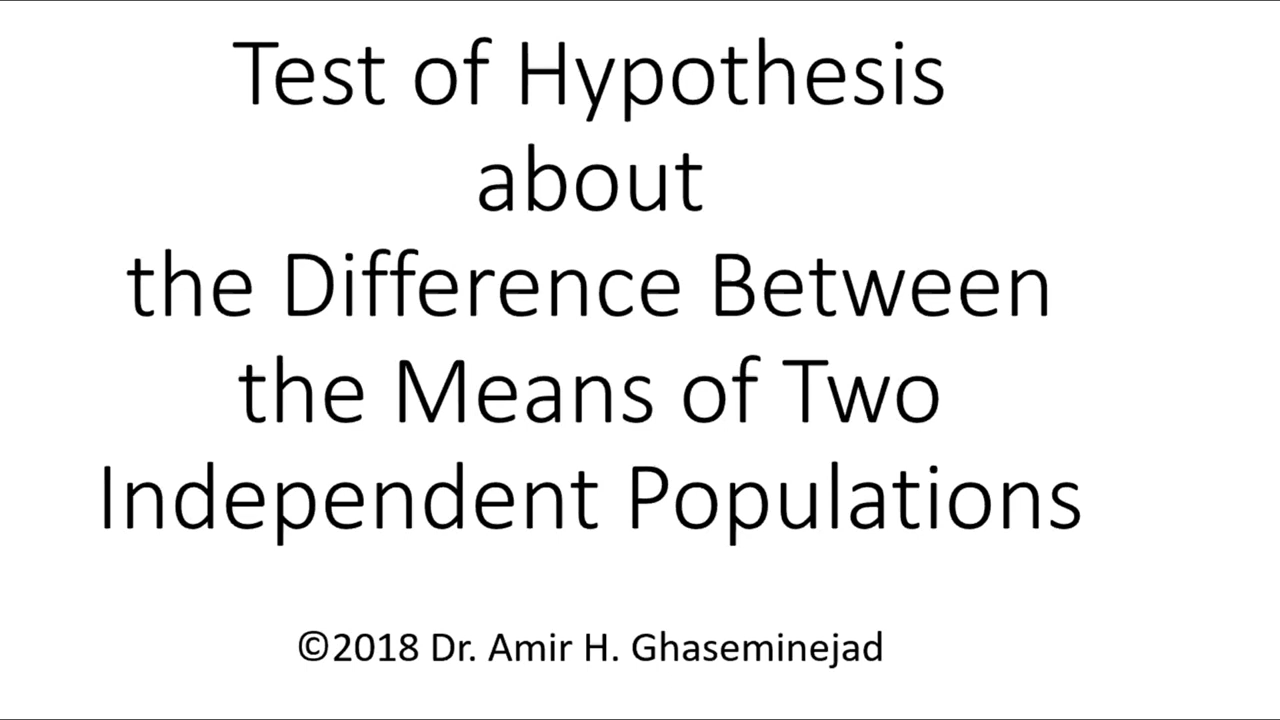 Test of Hypothesis
about
the Difference Between
the Means of Two
Independent Populations
©2018 Dr. Amir H. Ghaseminejad